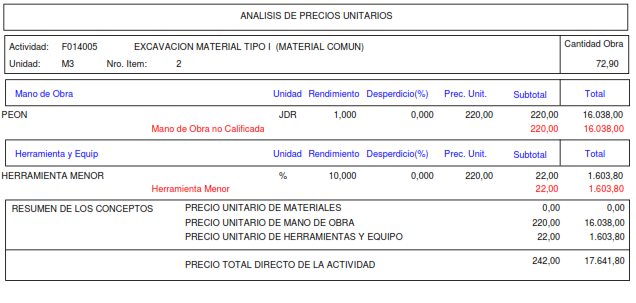 ANALISIS DE PRECIOS UNITARIOS
Actividad: F014005 EXCAVACION MATERIAL TIPO I (MATERIAL COMUN) Cantidad Obra
Unidad: M3 Nro. Item: 2 72,90
Mano de Obra Unidad Rendimiento Desperdicio(%) Prec. Unit. Subtotal Total
PEON JDR 1,000 0,000 220,00 220,00 16.038,00
Mano de Obra no Calificada 220,00 16.038,00
Herramienta y Equip Unidad Rendimiento Desperdicio(%) Prec. Unit. Subtotal Total
HERRAMIENTA MENOR % 10,000 0,000 220,00 22,00 1.603,80
Herramienta Menor 22,00 1.603,80
RESUMEN DE LOS CONCEPTOS PRECIO UNITARIO DE MATERIALES 0,00 0,00
PRECIO UNITARIO DE MANO DE OBRA 220,00 16.038,00
PRECIO UNITARIO DE HERRAMIENTAS Y EQUIPO 22,00 1.603,80
PRECIO TOTAL DIRECTO DE LA ACTIVIDAD 242,00 17.641,80